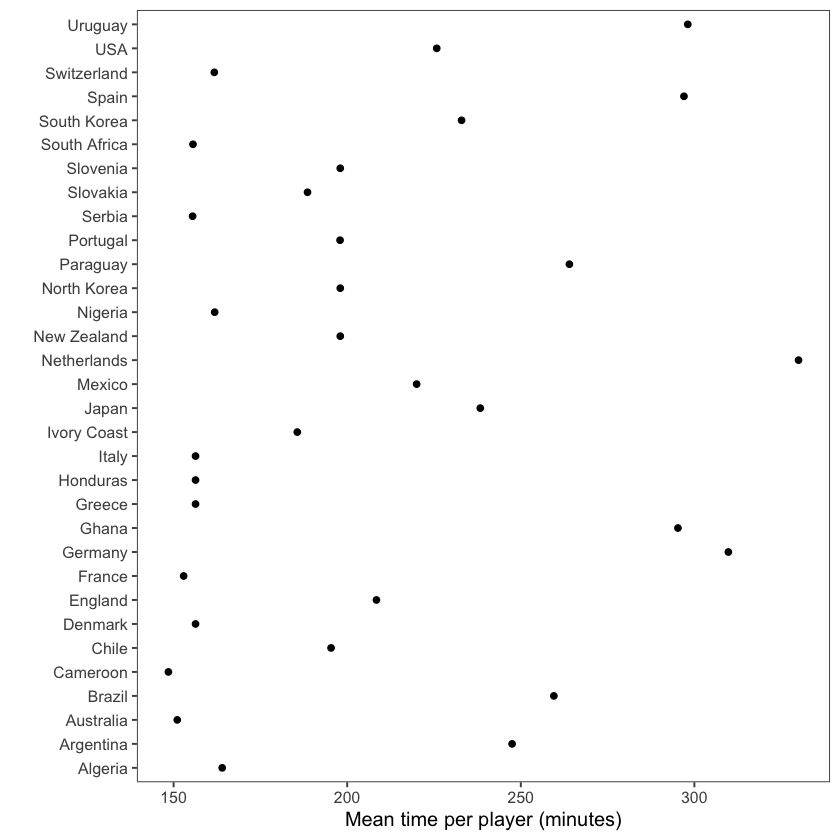 Uruguay
USA
Switzerland
Spain
South Korea
South Africa
Slovenia
Slovakia
Serbia
Portugal
Paraguay
North Korea
Nigeria
New Zealand
Netherlands
Mexico
Japan
Ivory Coast
Italy
Honduras
Greece
Ghana
Germany
France
England
Denmark
Chile
Cameroon
Brazil
Australia
Argentina
Algeria
150 200 250 300
Mean time per player (minutes)